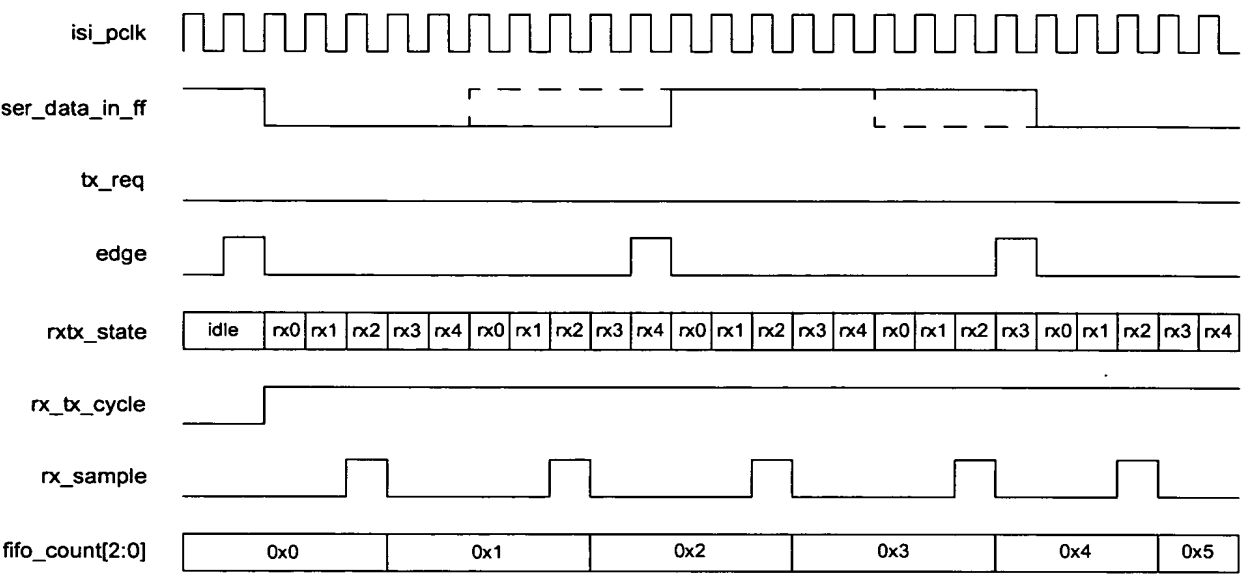 isi_pclk
ser_data_in_ff
tx_req
edge
rxtx_state idle rx0 rx1 rx2 rx3 rx4 rx0 rx1 rx2 rx3 rx4 rx0 rx1 rx2 rx3 rx4 rx0 rx1 rx2 rx3 rx0 rx1 rx2 rx3 rx4
rx_tx_cycle
rx_sample
fifo_count[2:0] 0x0 0x1 0x2 0x3 0x4 0x5